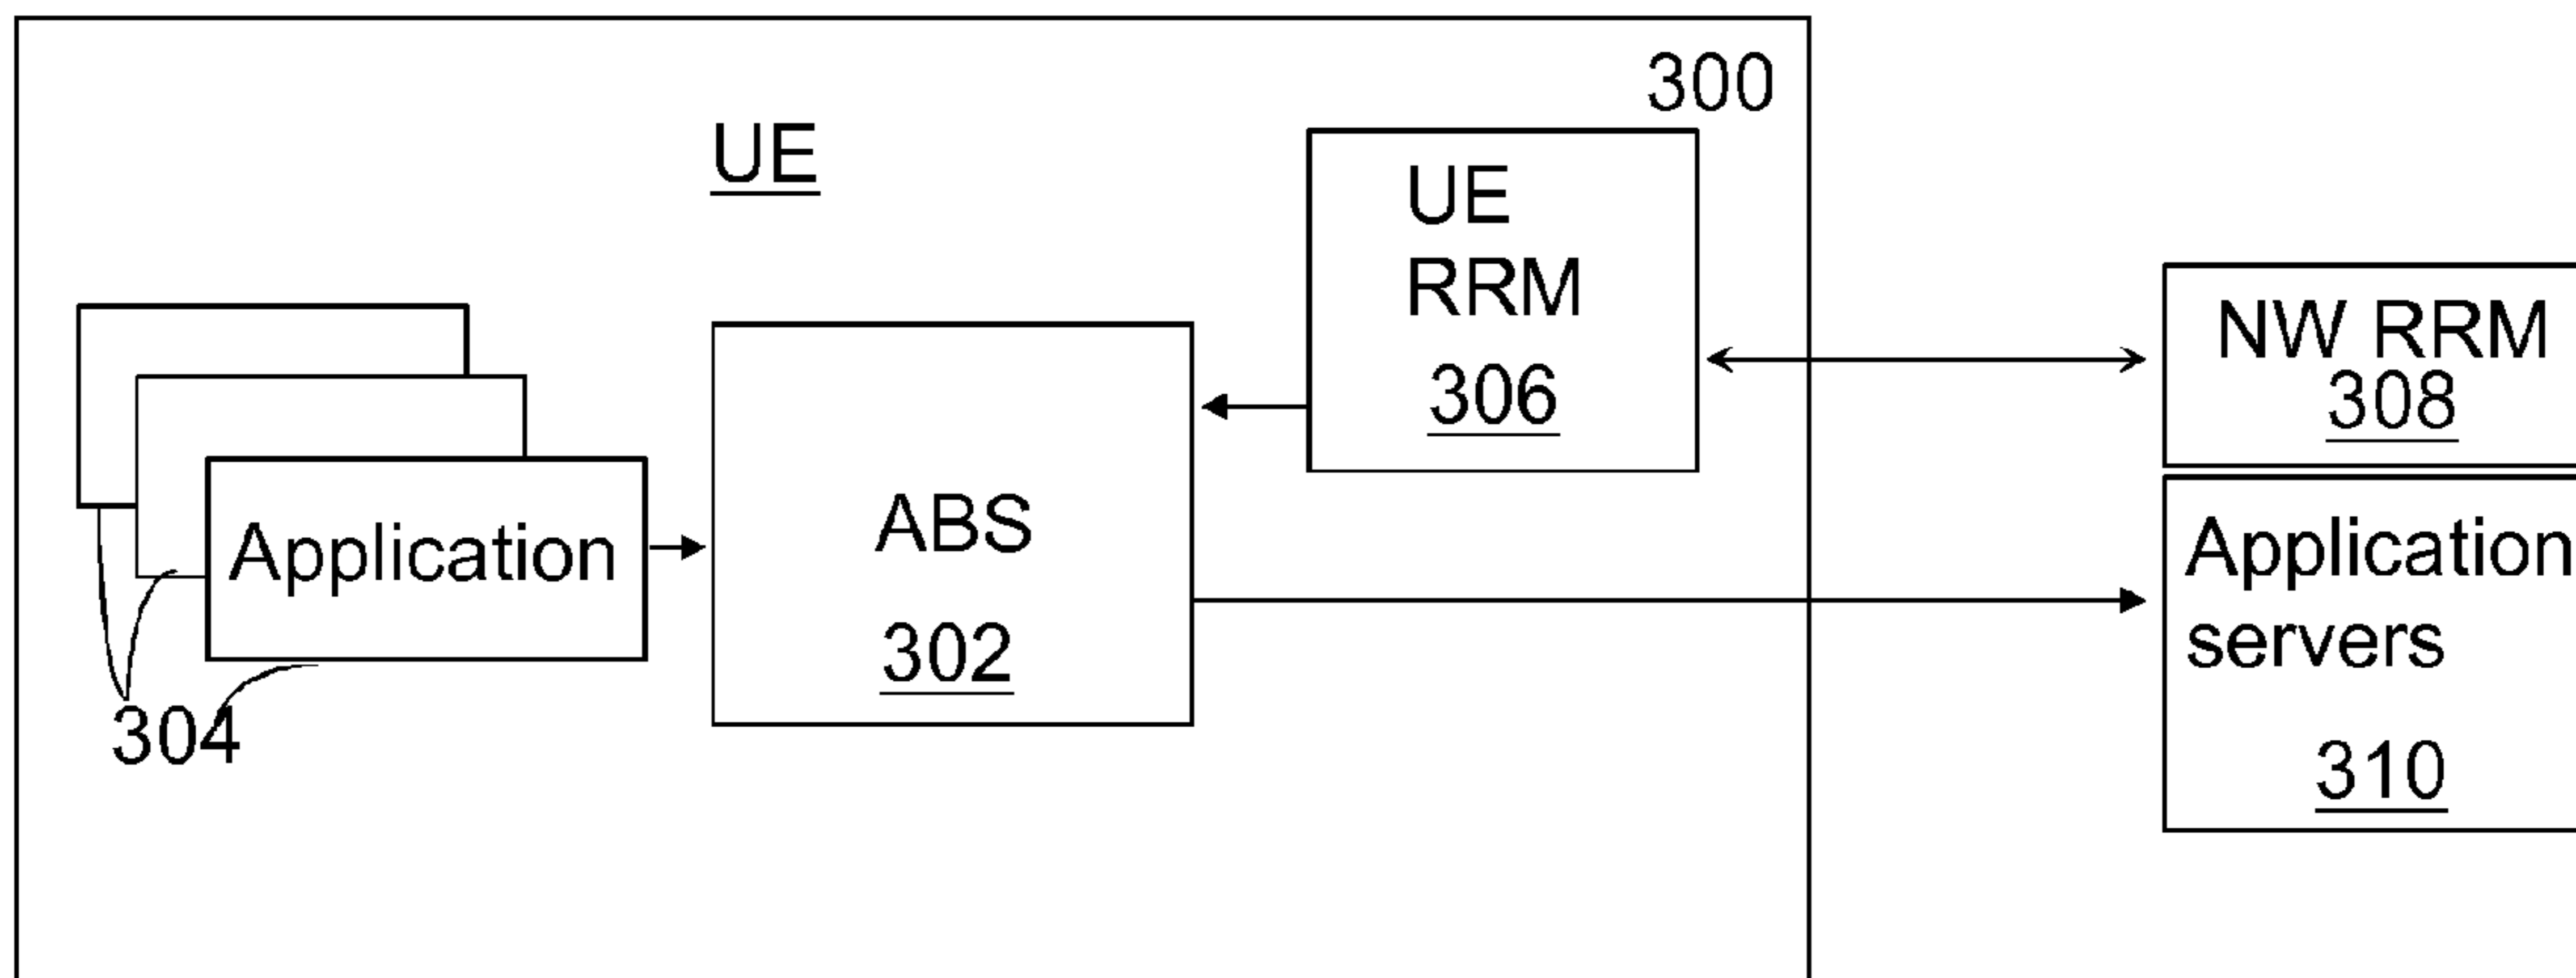 300
UE
UE
RRM
306
NW RRM
308
Application
304
ABS
302
Application
servers
310